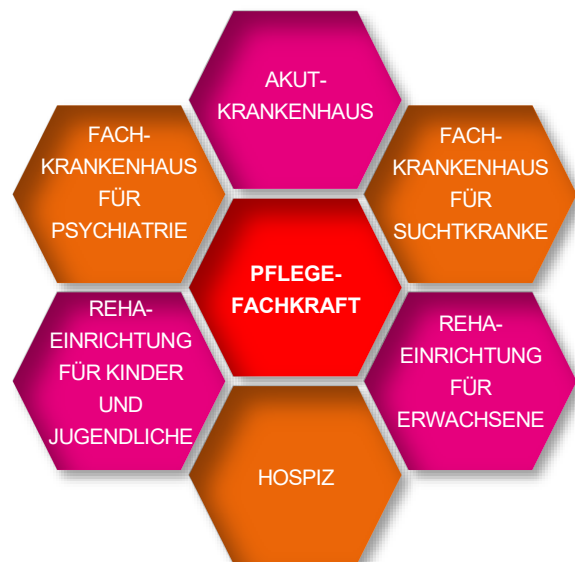 AKUT-
KRANKENHAUS
FACH-
KRANKENHAUS
FÜR
PSYCHIATRIE
FACH-
KRANKENHAUS
FÜR
SUCHTKRANKE
PFLEGE-
FACHKRAFT
REHA-
EINRICHTUNG
FÜR KINDER
UND
JUGENDLICHE
REHA-
EINRICHTUNG
FÜR
ERWACHSENE
HOSPIZ